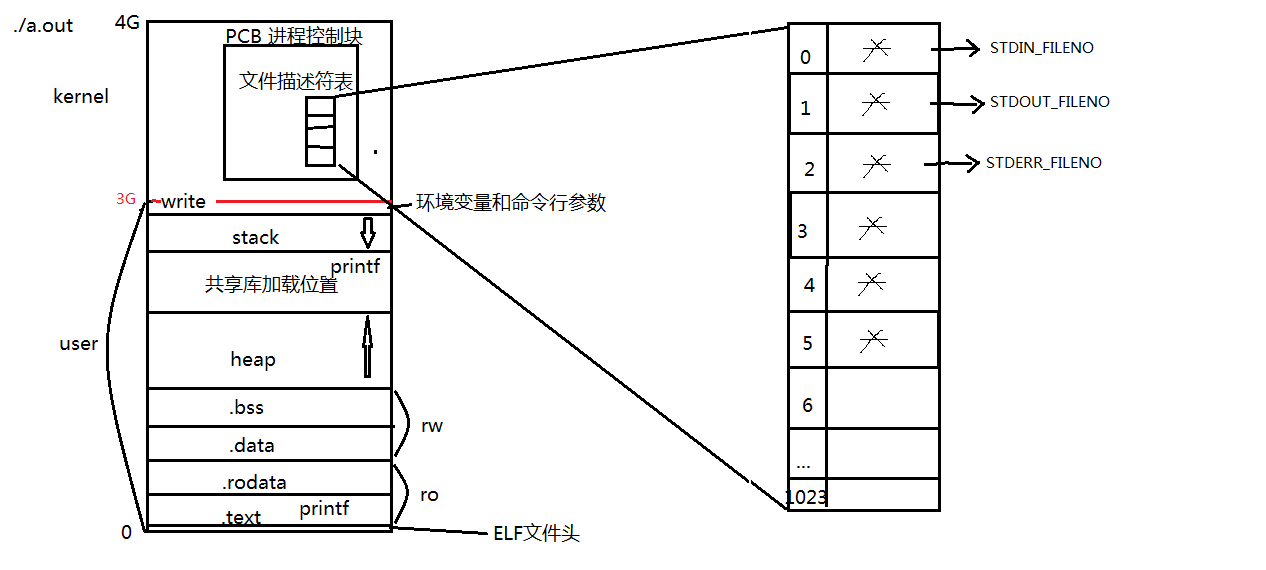 ./a.out
4G
PCB 进程控制块
文件描述符表
kernel
3G
write
环境变量和命令行参数
stack
printf
共享库加载位置
user
heap
.bss
rw
.data
.rodata
ro
.text
printf
0
ELF文件头
0
STDIN_FILENO
1
STDOUT_FILENO
2
STDERR_FILENO
3
4
5
6
...
1023